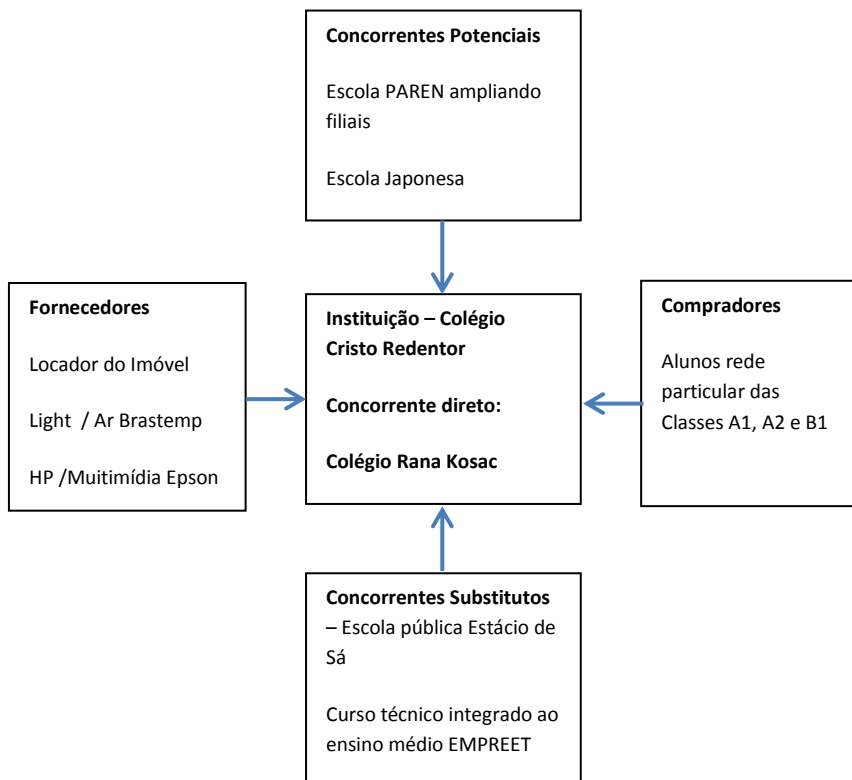 Concorrentes Potenciais
Escola PAREN ampliando
filiais
Escola Japonesa
Fornecedores
Locador do Imóvel
Light / Ar Brastemp
HP /Muitimídia Epson
Instituição – Colégio
Cristo Redentor
Concorrente direto:
Colégio Rana Kosac
Compradores
Alunos rede
particular das
Classes A1, A2 e B1
Concorrentes Substitutos
– Escola pública Estácio de
Sá
Curso técnico integrado ao
ensino médio EMPREET